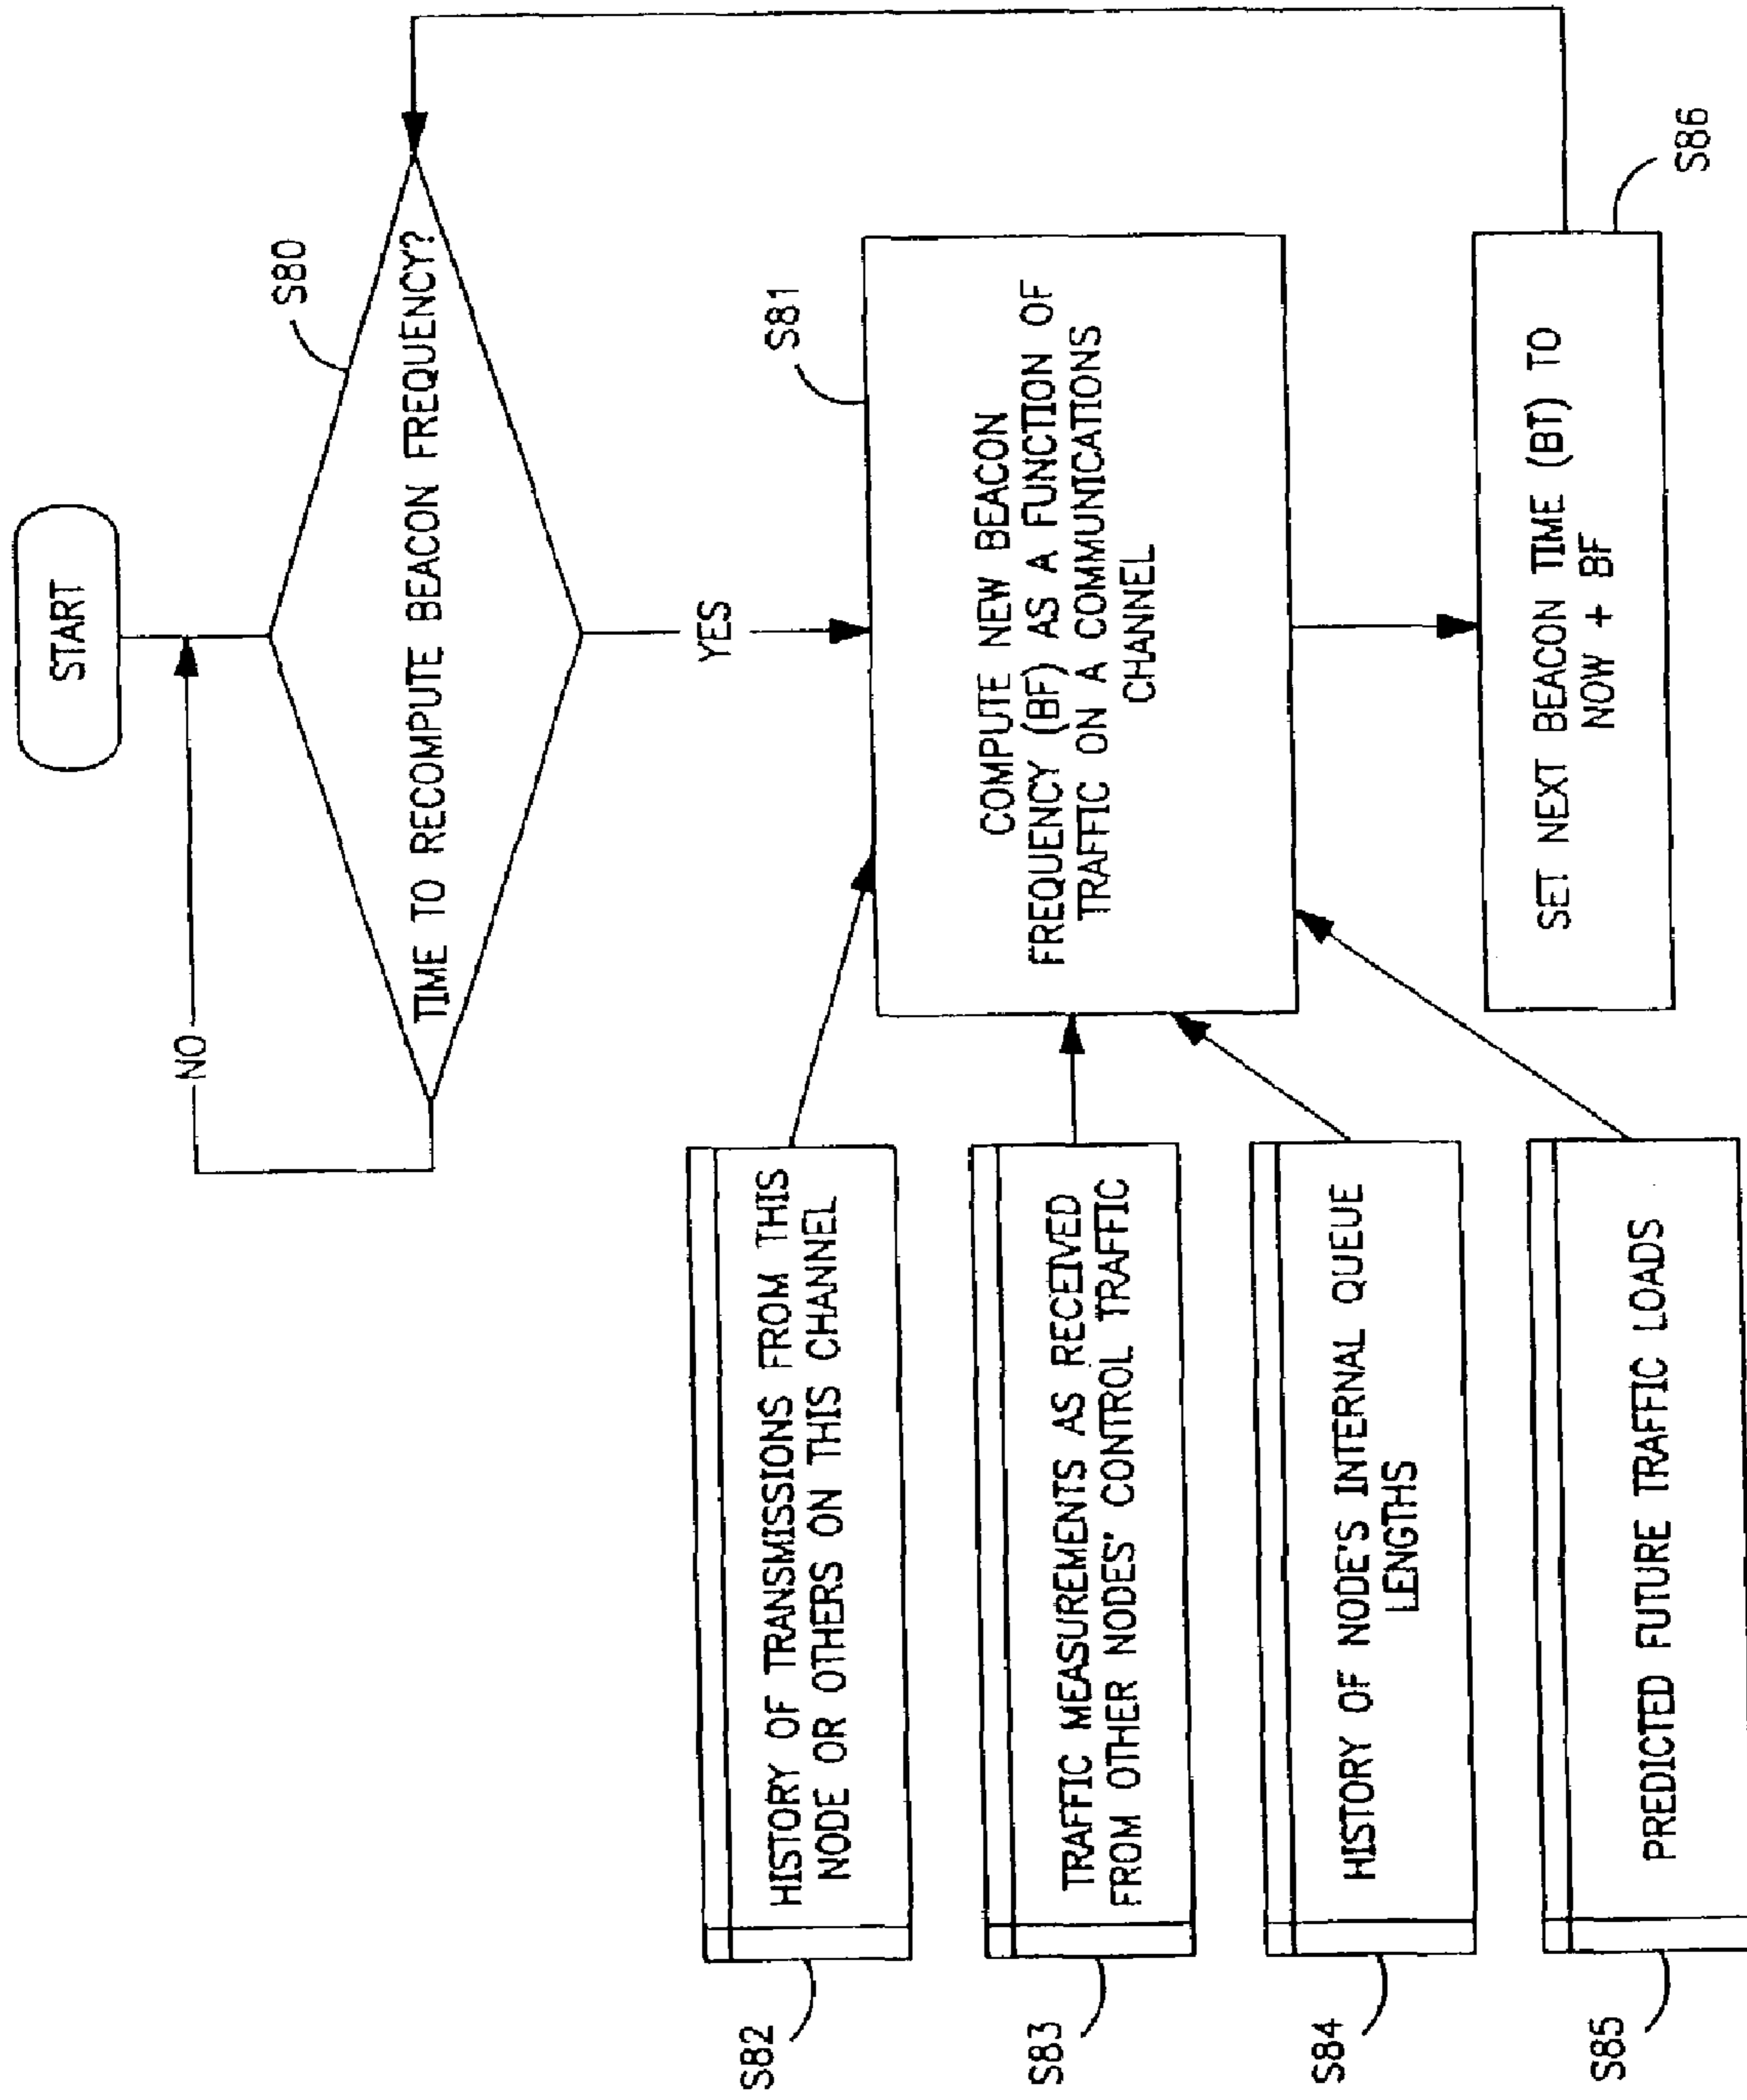 START
S80
TIME TO RECOMPUTE BEACON FREQUENCY?
NO
YES
S81
COMPUTE NEW BEACON
FREQUENCY (BF) AS A FUNCTION OF
TRAFFIC ON A COMMUNICATIONS
CHANNEL
S82
HISTORY OF TRANSMISSIONS FROM THIS
NODE OR OTHERS ON THIS CHANNEL
S83
TRAFFIC MEASUREMENTS AS RECEIVED
FROM OTHER NODES' CONTROL TRAFFIC
S84
HISTORY OF NODE'S INTERNAL QUEUE
LENGTHS
S85
PREDICTED FUTURE TRAFFIC LOADS
SET NEXT BEACON TIME (BT) TO
NOW + BF
S86